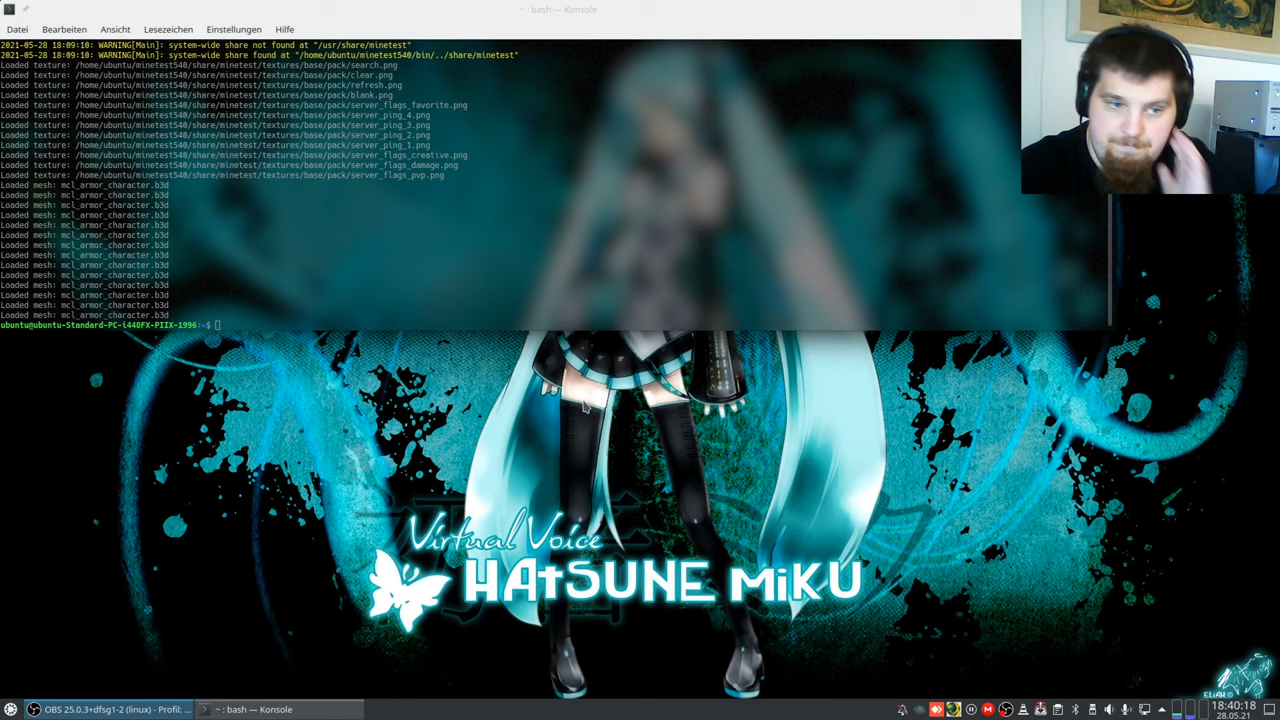 ~ : bash — Konsole
Datei Bearbeiten Ansicht Lesezeichen Einstellungen Hilfe
2021-05-28 18:09:10: WARNING[Main]: system-wide share not found at "/usr/share/minetest"
2021-05-28 18:09:10: WARNING[Main]: system-wide share found at "/home/ubuntu/minetest540/bin/../share/minetest"
Loaded texture: /home/ubuntu/minetest540/share/minetest/textures/base/pack/search.png
Loaded texture: /home/ubuntu/minetest540/share/minetest/textures/base/pack/clear.png
Loaded texture: /home/ubuntu/minetest540/share/minetest/textures/base/pack/refresh.png
Loaded texture: /home/ubuntu/minetest540/share/minetest/textures/base/pack/blank.png
Loaded texture: /home/ubuntu/minetest540/share/minetest/textures/base/pack/server_flags_favorite.png
Loaded texture: /home/ubuntu/minetest540/share/minetest/textures/base/pack/server_ping_4.png
Loaded texture: /home/ubuntu/minetest540/share/minetest/textures/base/pack/server_ping_3.png
Loaded texture: /home/ubuntu/minetest540/share/minetest/textures/base/pack/server_ping_2.png
Loaded texture: /home/ubuntu/minetest540/share/minetest/textures/base/pack/server_ping_1.png
Loaded texture: /home/ubuntu/minetest540/share/minetest/textures/base/pack/server_flags_creative.png
Loaded texture: /home/ubuntu/minetest540/share/minetest/textures/base/pack/server_flags_damage.png
Loaded texture: /home/ubuntu/minetest540/share/minetest/textures/base/pack/server_flags_pvp.png
Loaded mesh: mcl_armor_character.b3d
Loaded mesh: mcl_armor_character.b3d
Loaded mesh: mcl_armor_character.b3d
Loaded mesh: mcl_armor_character.b3d
Loaded mesh: mcl_armor_character.b3d
Loaded mesh: mcl_armor_character.b3d
Loaded mesh: mcl_armor_character.b3d
Loaded mesh: mcl_armor_character.b3d
Loaded mesh: mcl_armor_character.b3d
Loaded mesh: mcl_armor_character.b3d
Loaded mesh: mcl_armor_character.b3d
Loaded mesh: mcl_armor_character.b3d
Loaded mesh: mcl_armor_character.b3d
Loaded mesh: mcl_armor_character.b3d
ubuntu@ubuntu-Standard-PC-i440FX-PIIX-1996:~$
Virtual Voice
HAtSUNE MiKU
OBS 25.0.3+dfsg1-2 (linux) - Profil: ...
~ : bash — Konsole
18:40:18
28.05.21